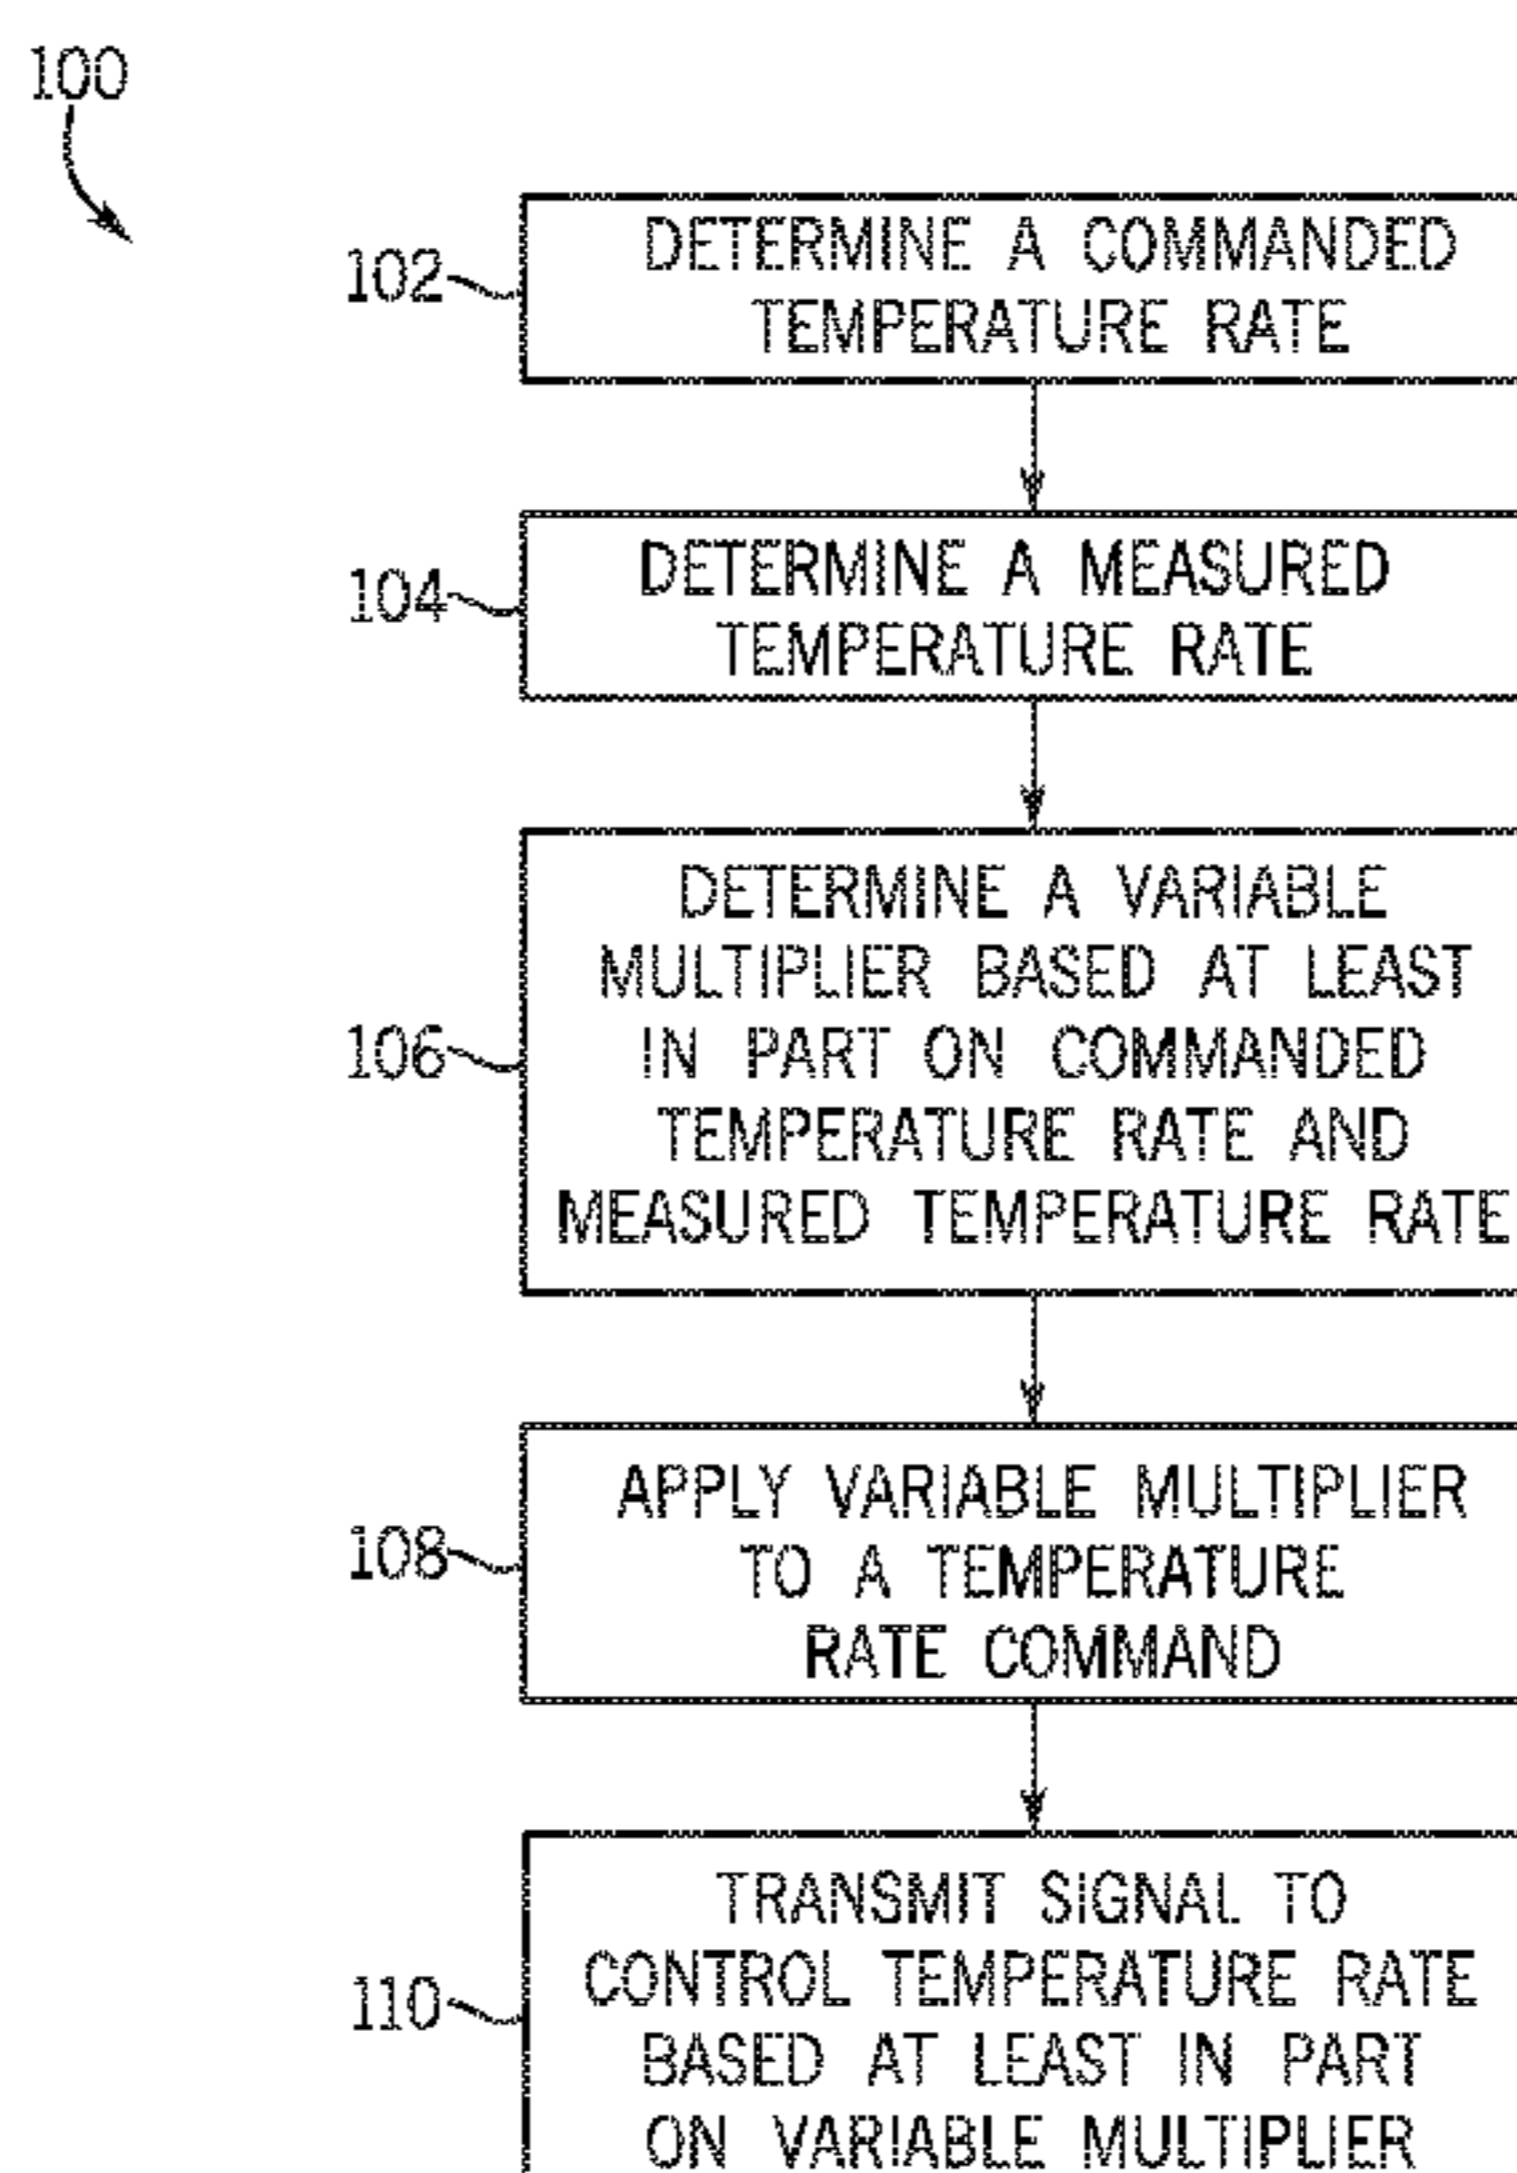 100
102
DETERMINE A COMMANDED
TEMPERATURE RATE
104
DETERMINE A MEASURED
TEMPERATURE RATE
106
DETERMINE A VARIABLE
MULTIPLIER BASED AT LEAST
IN PART ON COMMANDED
TEMPERATURE RATE AND
MEASURED TEMPERATURE RATE
108
APPLY VARIABLE MULTIPLIER
TO A TEMPERATURE
RATE COMMAND
110
TRANSMIT SIGNAL TO
CONTROL TEMPERATURE RATE
BASED AT LEAST IN PART
ON VARIABLE MULTIPLIER